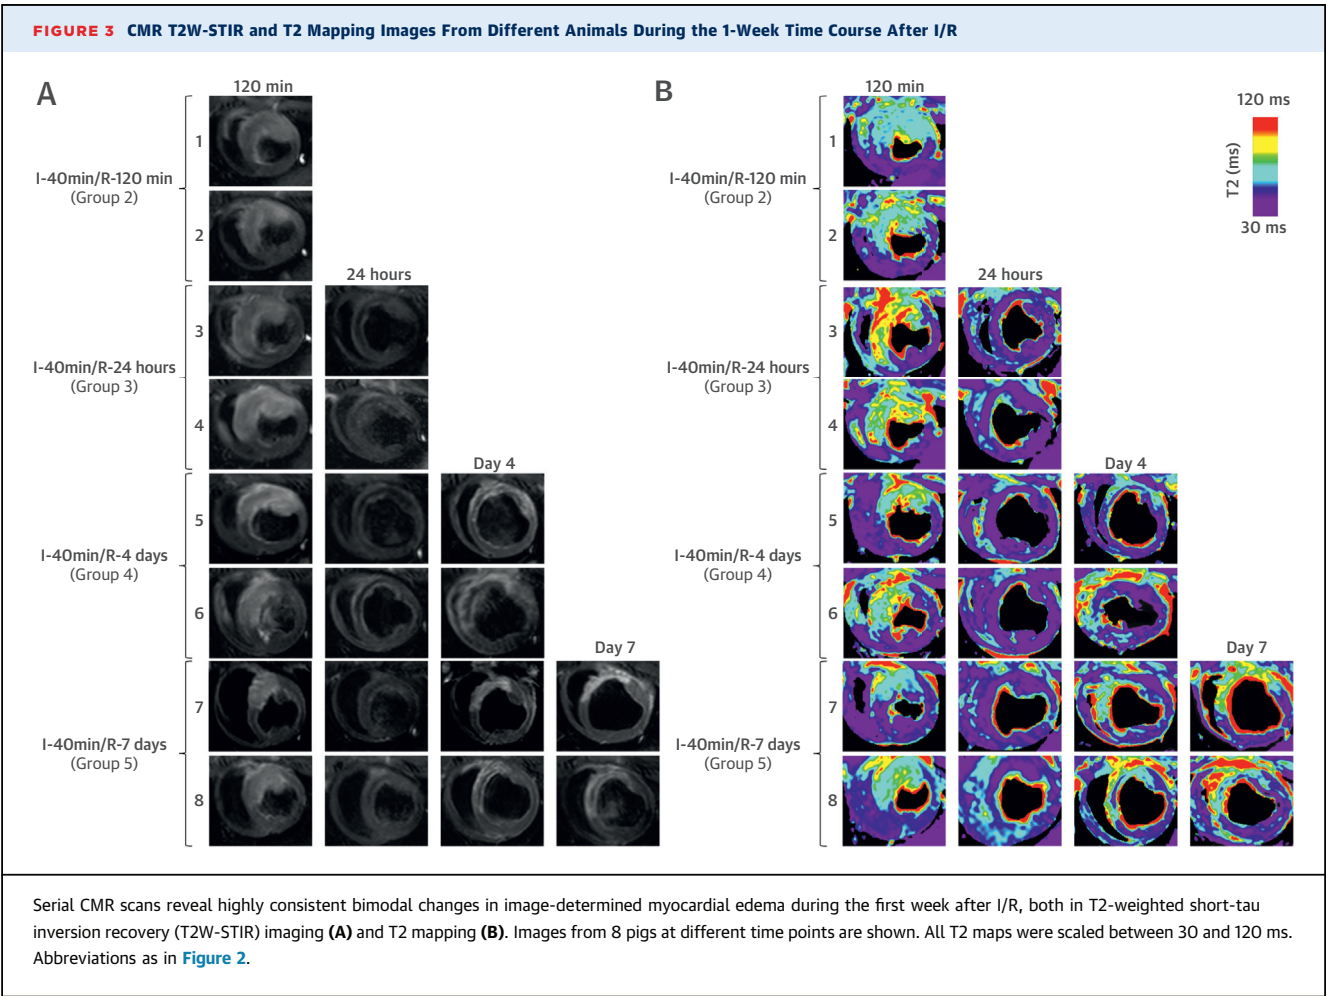 FIGURE 3 CMR T2W-STIR and T2 Mapping Images From Different Animals During the 1-Week Time Course After I/R
A
120 min
1
I-40min/R-120 min
(Group 2)
2
24 hours
3
I-40min/R-24 hours
(Group 3)
4
Day 4
5
I-40min/R-4 days
(Group 4)
6
Day 7
7
I-40min/R-7 days
(Group 5)
8
B
120 min
120 ms
T2 (ms)
30 ms
1
I-40min/R-120 min
(Group 2)
2
24 hours
3
I-40min/R-24 hours
(Group 3)
4
Day 4
5
I-40min/R-4 days
(Group 4)
6
Day 7
7
I-40min/R-7 days
(Group 5)
8
Serial CMR scans reveal highly consistent bimodal changes in image-determined myocardial edema during the first week after I/R, both in T2-weighted short-tau
inversion recovery (T2W-STIR) imaging (A) and T2 mapping (B). Images from 8 pigs at different time points are shown. All T2 maps were scaled between 30 and 120 ms.
Abbreviations as in Figure 2.